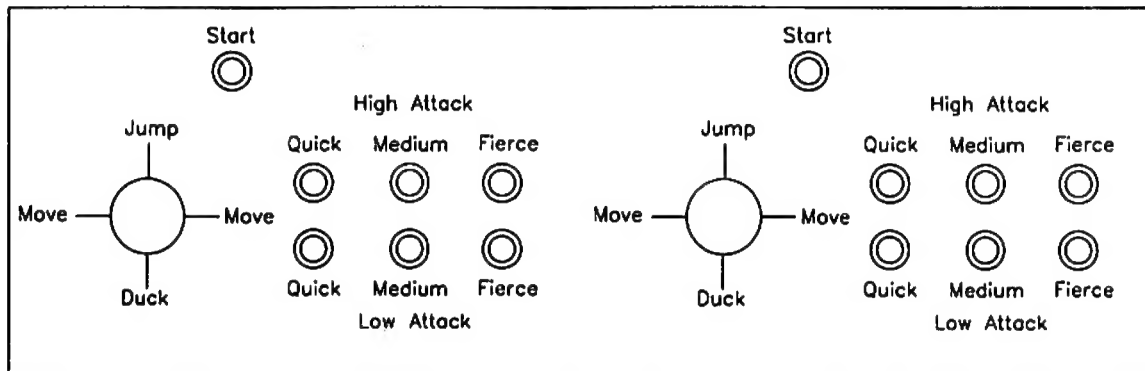 Start Start
High Attack High Attack
Jump Jump
Quick Medium Fierce Quick Medium Fierce
Move Move Move Move
Duck Quick Medium Fierce Duck Quick Medium Fierce
Low Attack Low Attack